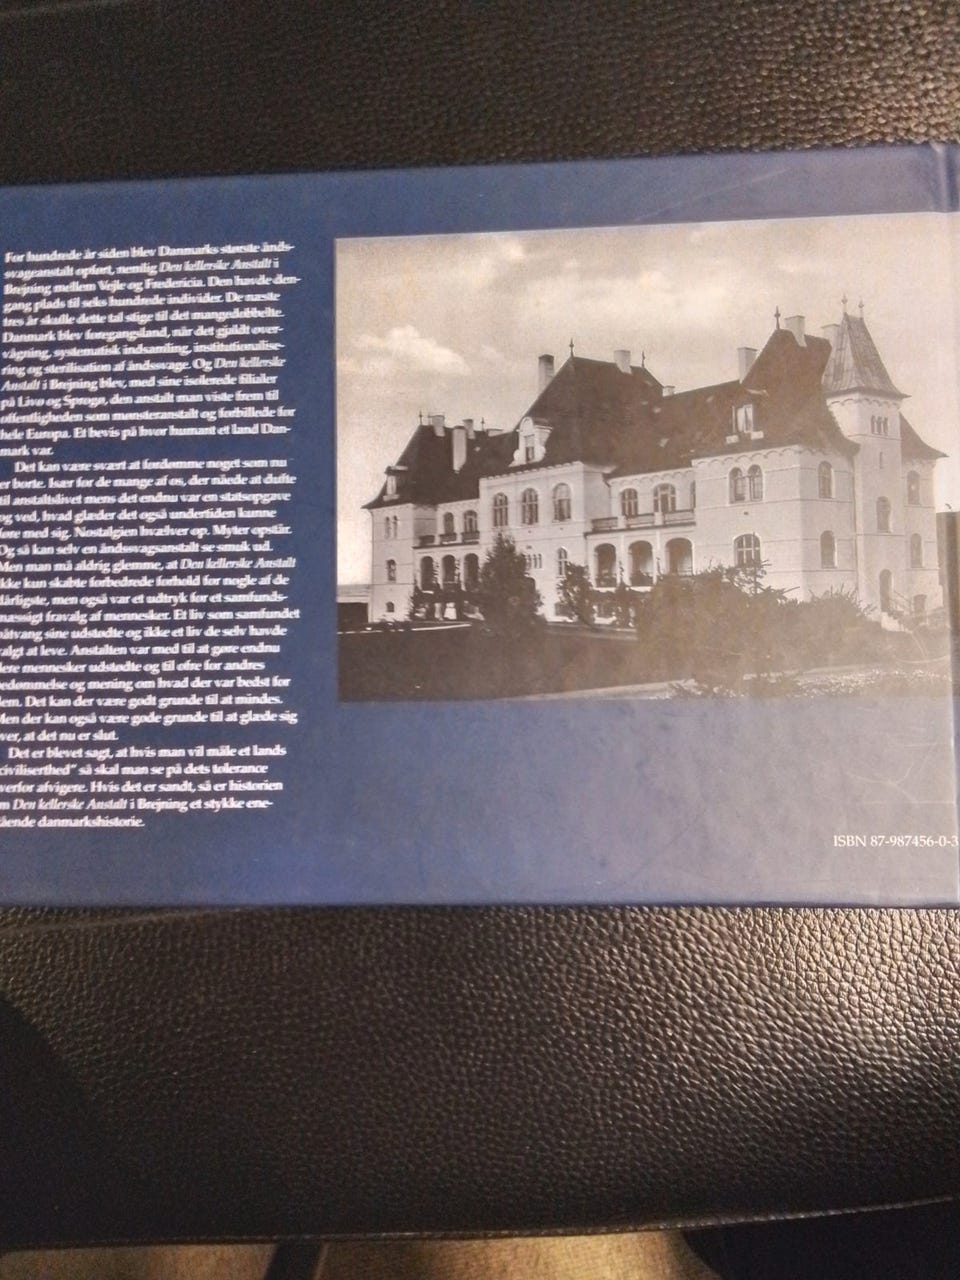 For hundrede år siden blev Danmarks største ånds-
svageanstalt opført, nemlig Den kellerske Anstalt i
Brejning mellem Vejle og Fredericia. Den havde den-
gang plads til seks hundrede individer. De næste
tres år skulle dette tal stige til det mangedobbelte.
Danmark blev foregangsland, når det gjaldt over-
vågning, systematisk indsamling, institutionalise-
ring og sterilisation af åndssvage. Og Den kellerske
Anstalt i Brejning blev, med sine isolerede filialer
på Livø og Sprogø, den anstalt man viste frem til
offentligheden som mønsteranstalt og forbillede for
hele Europa. Et bevis på hvor humant et land Dan-
mark var.
Det kan være svært at fordømme noget som nu
er borte. Især for de mange af os, der nåede at dufte
til anstaltslivet mens det endnu var en statsopgave
og ved, hvad glæder det også undertiden kunne
føre med sig. Nostalgien hvælver op. Myter opstår.
Og så kan selv en åndssvagsanstalt se smuk ud.
Men man må aldrig glemme, at Den kellerske Anstalt
ikke kun skabte forbedrede forhold for nogle af de
dårligste, men også var et udtryk for et samfunds-
mæssigt fravalg af mennesker. Et liv som samfundet
påtvang sine udstødte og ikke et liv de selv havde
valgt at leve. Anstalten var med til at gøre endnu
flere mennesker udstødte og til ofre for andres
bedømmelse og mening om hvad der var bedst for
dem. Det kan der være godt grunde til at mindes.
Men der kan også være gode grunde til at glæde sig
over, at det nu er slut.
Det er blevet sagt, at hvis man vil måle et lands
civiliserthed" så skal man se på dets tolerance
overfor afvigere. Hvis det er sandt, så er historien
om Den kellerske Anstalt i Brejning et stykke ene-
stående danmarkshistorie.
ISBN 87-987456-0-3